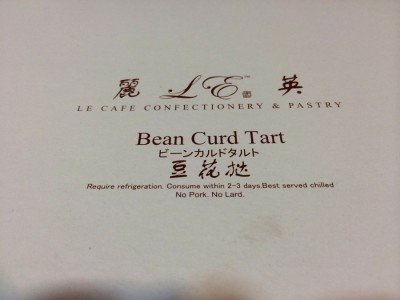 麗 LE™ 英
LE CAFE CONFECTIONERY & PASTRY
Bean Curd Tart
ビーンカルドタルト
豆花撻
Require refrigeration. Consume within 2-3 days.Best served chilled
No Pork. No Lard.